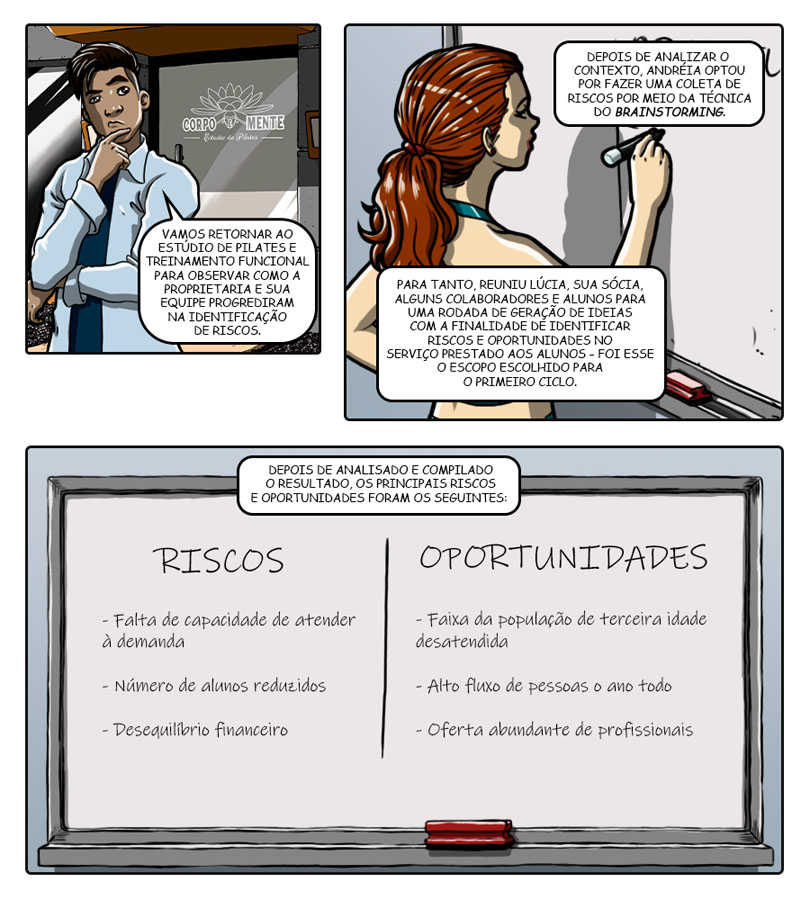 CORPO MENTE
Estúdio de Pilates
VAMOS RETORNAR AO
ESTÚDIO DE PILATES E
TREINAMENTO FUNCIONAL
PARA OBSERVAR COMO A
PROPRIETARIA E SUA
EQUIPE PROGREDIRAM
NA IDENTIFICAÇÃO
DE RISCOS.
DEPOIS DE ANALIZAR O
CONTEXTO, ANDRÉIA OPTOU
POR FAZER UMA COLETA DE
RISCOS POR MEIO DA TÉCNICA
DO BRAINSTORMING.
PARA TANTO, REUNIU LÚCIA, SUA SÓCIA,
ALGUNS COLABORADORES E ALUNOS PARA
UMA RODADA DE GERAÇÃO DE IDEIAS
COM A FINALIDADE DE IDENTIFICAR
RISCOS E OPORTUNIDADES NO
SERVIÇO PRESTADO AOS ALUNOS - FOI ESSE
O ESCOPO ESCOLHIDO PARA
O PRIMEIRO CICLO.
DEPOIS DE ANALISADO E COMPILADO
O RESULTADO, OS PRINCIPAIS RISCOS
E OPORTUNIDADES FORAM OS SEGUINTES:
RISCOS
- Falta de capacidade de atender
à demanda
- Número de alunos reduzidos
- Desequilíbrio financeiro
OPORTUNIDADES
- Faixa da população de terceira idade
desatendida
- Alto fluxo de pessoas o ano todo
- Oferta abundante de profissionais